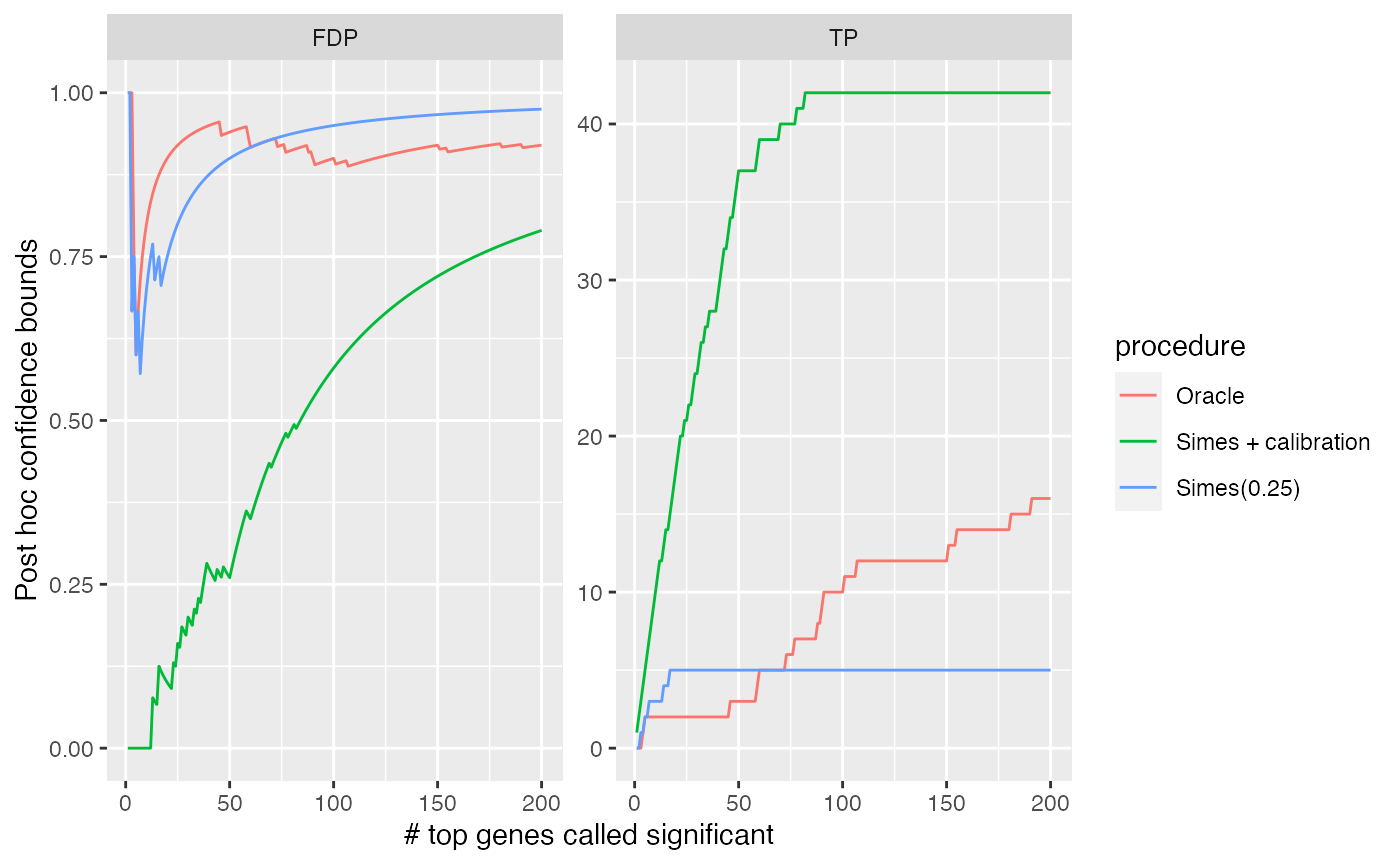 FDP
TP
Post hoc confidence bounds
1.00
0.75
0.50
0.25
0.00
40
30
20
10
0
0 50 100 150 200
0 50 100 150 200
# top genes called significant
procedure
Oracle
Simes + calibration
Simes(0.25)